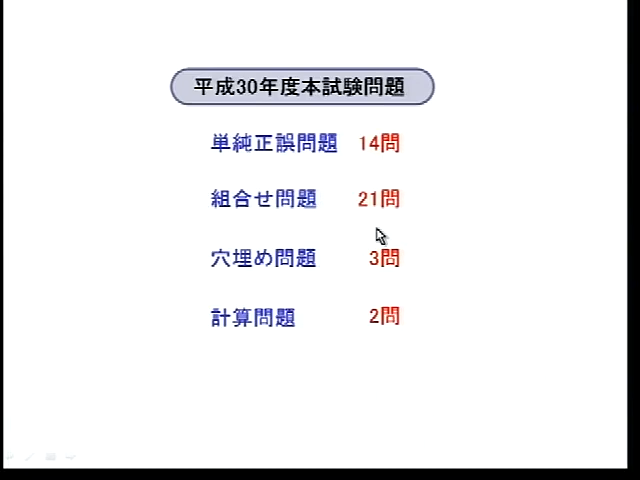 平成30年度本試験問題
単純正誤問題 14問
組合せ問題 21問
穴埋め問題 3問
計算問題 2問